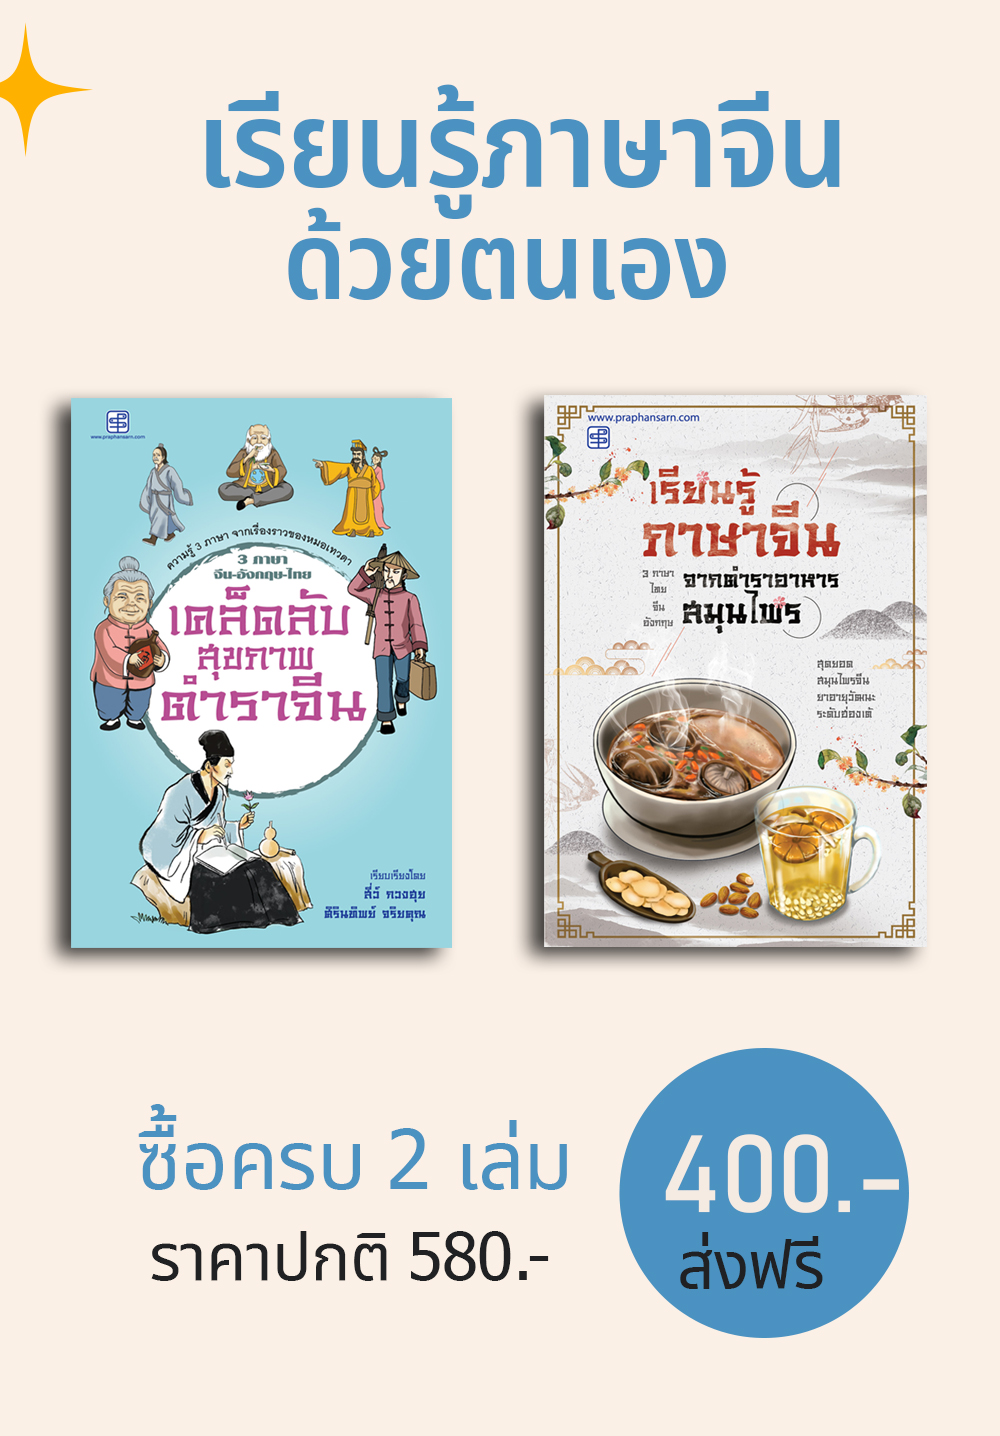 เรียนรู้ภาษาจีน
ด้วยตนเอง
www.praphansarn.com
ความรู้ 3 ภาษา จากเรื่องราวของหมอเทวดา
3 ภาษา
จีน-อังกฤษ-ไทย
เคล็ดลับ
สุขภาพ
ตำราจีน
เรียบเรียงโดย
สี่ว์ กวงฮุย
คีรินทิพย์ จริยคุณ
www.praphansarn.com
เรียนรู้
ภาษาจีน
จากตำราอาหาร
สมุนไพร
3 ภาษา
ไทย
จีน
อังกฤษ
สุดยอด
สมุนไพรจีน
ยาอายุวัฒนะ
ระดับฮ่องเต้
ซื้อครบ 2 เล่ม
ราคาปกติ 580.-
400.-
ส่งฟรี